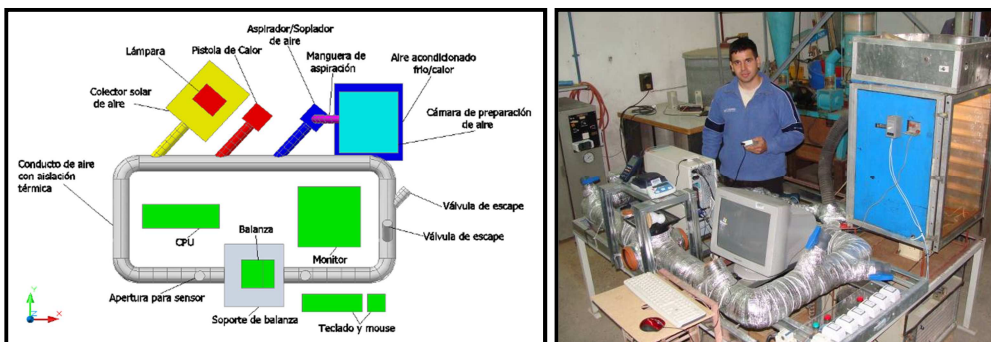 Aspirador/Soplador
de aire
Lámpara
Pistola de Calor
Manguera de
aspiración
Aire acondicionado
frio/calor
Colector solar
de aire
Cámara de preparación
de aire
Conducto de aire
con aislación
térmica
Válvula de escape
CPU
Balanza
Monitor
Válvula de escape
Apertura para sensor
Soporte de balanza
Teclado y mouse
Y
Z
X